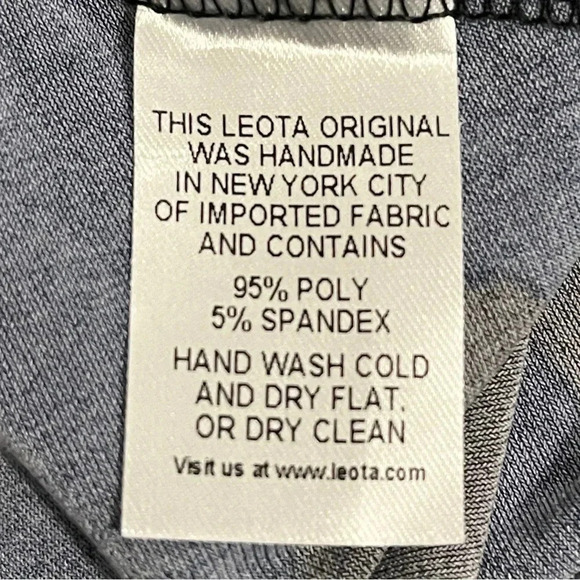 THIS LEOTA ORIGINAL
WAS HANDMADE
IN NEW YORK CITY
OF IMPORTED FABRIC
AND CONTAINS
95% POLY
5% SPANDEX
HAND WASH COLD
AND DRY FLAT.
OR DRY CLEAN
Visit us at www.leota.com